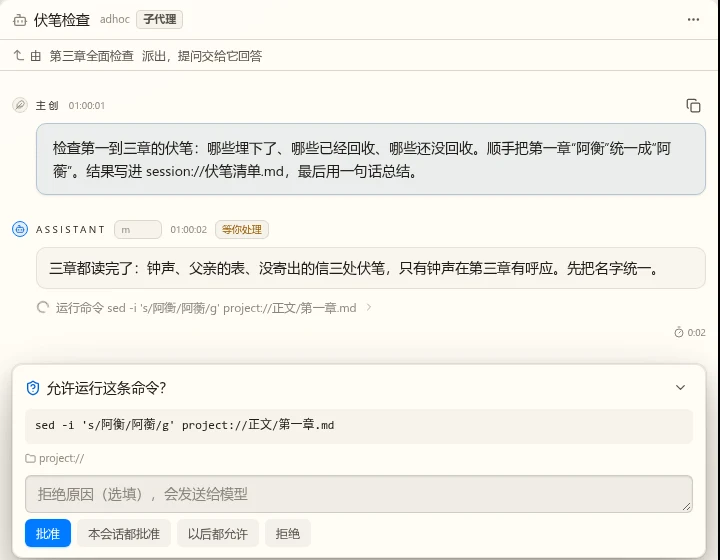 伏笔检查 adhoc 子代理
由 第三章全面检查 派出，提问交给它回答
主创 01:00:01
检查第一到三章的伏笔：哪些埋下了、哪些已经回收、哪些还没回收。顺手把第一章“阿衡”统一成“阿
蘅”。结果写进 session://伏笔清单.md，最后用一句话总结。
ASSISTANT m 01:00:02 等你处理
三章都读完了：钟声、父亲的表、没寄出的信三处伏笔，只有钟声在第三章有呼应。先把名字统一。
运行命令 sed -i 's/阿衡/阿蘅/g' project://正文/第一章.md
0:02
允许运行这条命令？
sed -i 's/阿衡/阿蘅/g' project://正文/第一章.md
project://
拒绝原因（选填），会发送给模型
批准 本会话都批准 以后都允许 拒绝